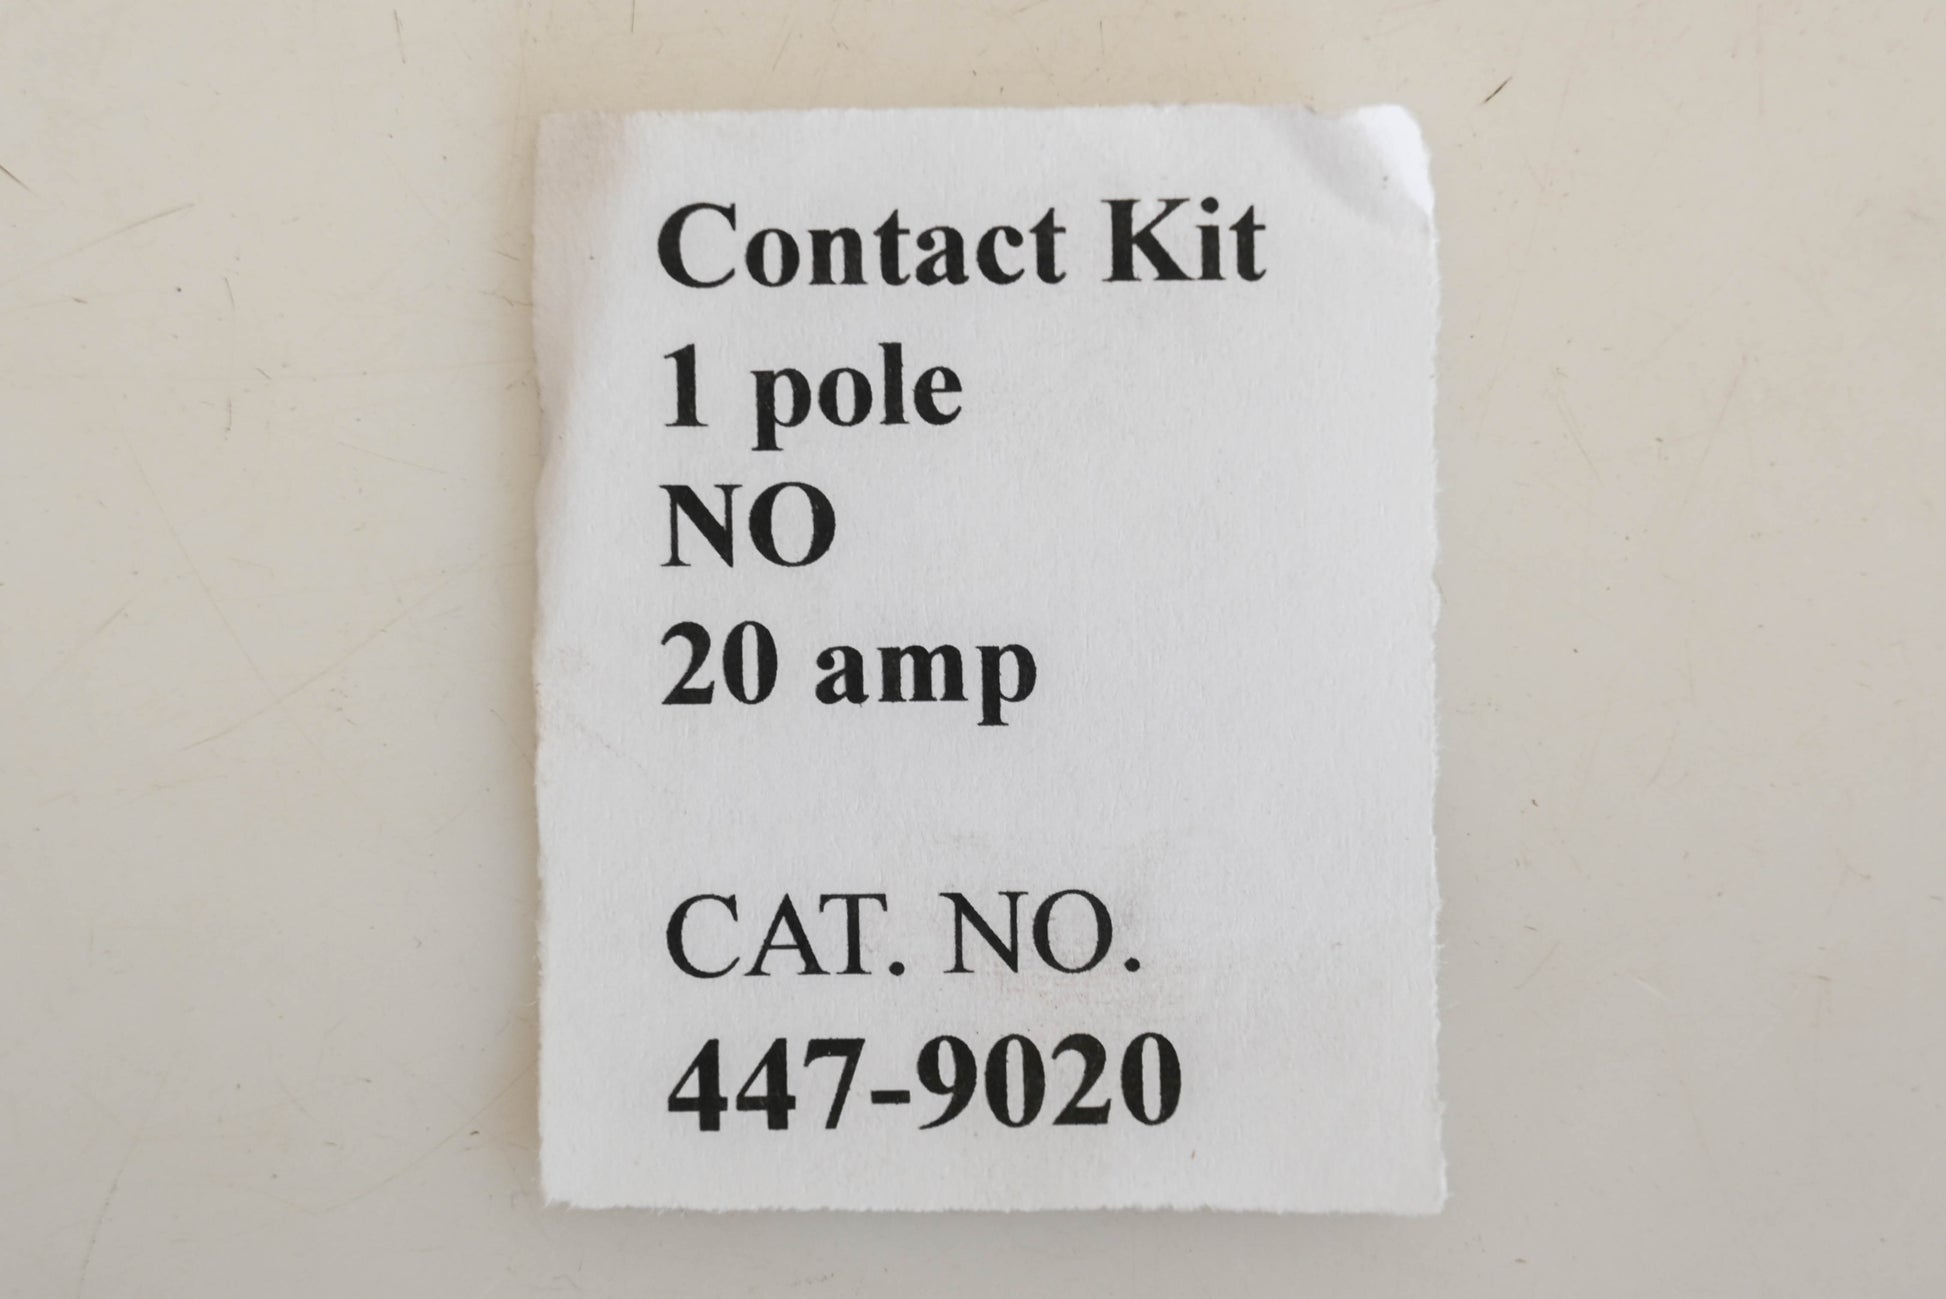 Contact Kit
1 pole
NO
20 amp
CAT. NO.
447-9020